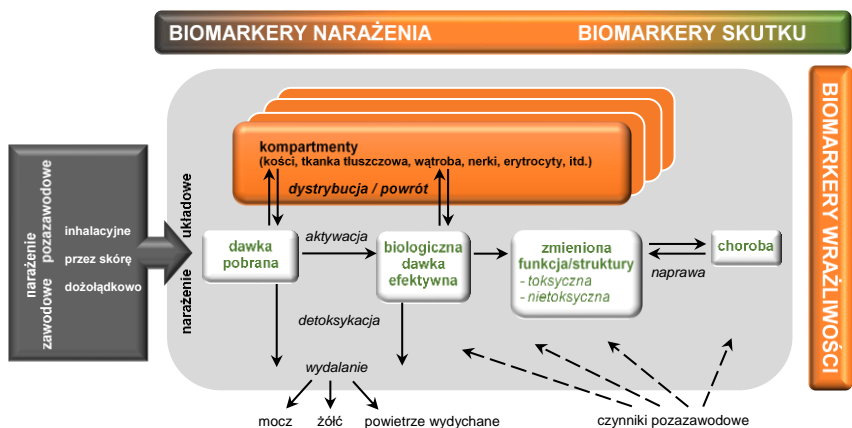 BIOMARKERY NARAŻENIA
BIOMARKERY SKUTKU
BIOMARKERY WRAŻLIWOŚCI
kompartmenty
(kości, tkanka tłuszczowa, wątroba, nerki, erytrocyty, itd.)
dystrybucja / powrót
narażenie
zawodowe pozazawodowe
inhalacyjne
przez skórę
dożołądkowo
narażenie układowe
dawka
pobrana
aktywacja
biologiczna
dawka
efektywna
zmieniona
funkcja/struktury
- toksyczna
- nietoksyczna
naprawa
choroba
detoksykacja
wydalanie
mocz
żółć
powietrze wydychane
czynniki pozazawodowe